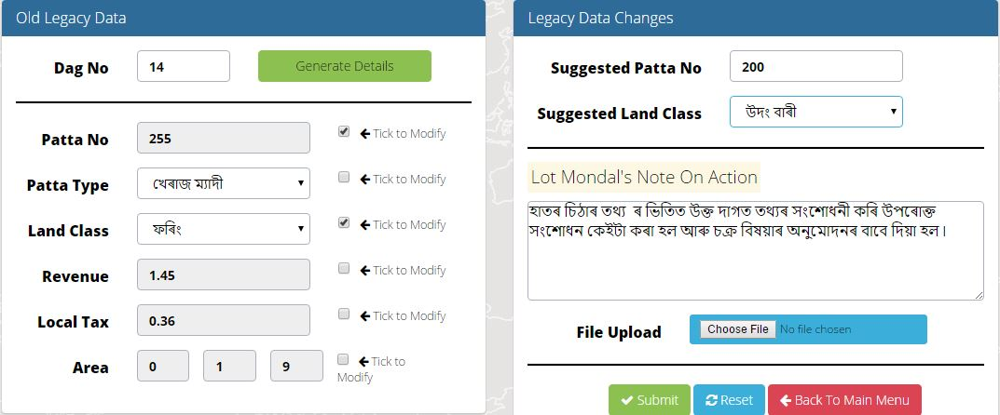 Old Legacy Data
Dag No 14 Generate Details
Patta No 255 Tick to Modify
Patta Type খেৰাজ ম্যাদী Tick to Modify
Land Class ফৰিং Tick to Modify
Revenue 1.45 Tick to Modify
Local Tax 0.36 Tick to Modify
Area 0 1 9 Tick to
Modify
Legacy Data Changes
Suggested Patta No 200
Suggested Land Class উদং বাৰী
Lot Mondal's Note On Action
হাতৰ চিঠাৰ তথ্য ৰ ভিতিত উক্ত দাগত তথ্যৰ সংশোধনী কৰি উপৰোক্ত
সংশোধন কেইটা কৰা হল আৰু চক্ৰ বিষয়াৰ অনুমোদনৰ বাবে দিয়া হল।
File Upload Choose File No file chosen
Submit Reset Back To Main Menu